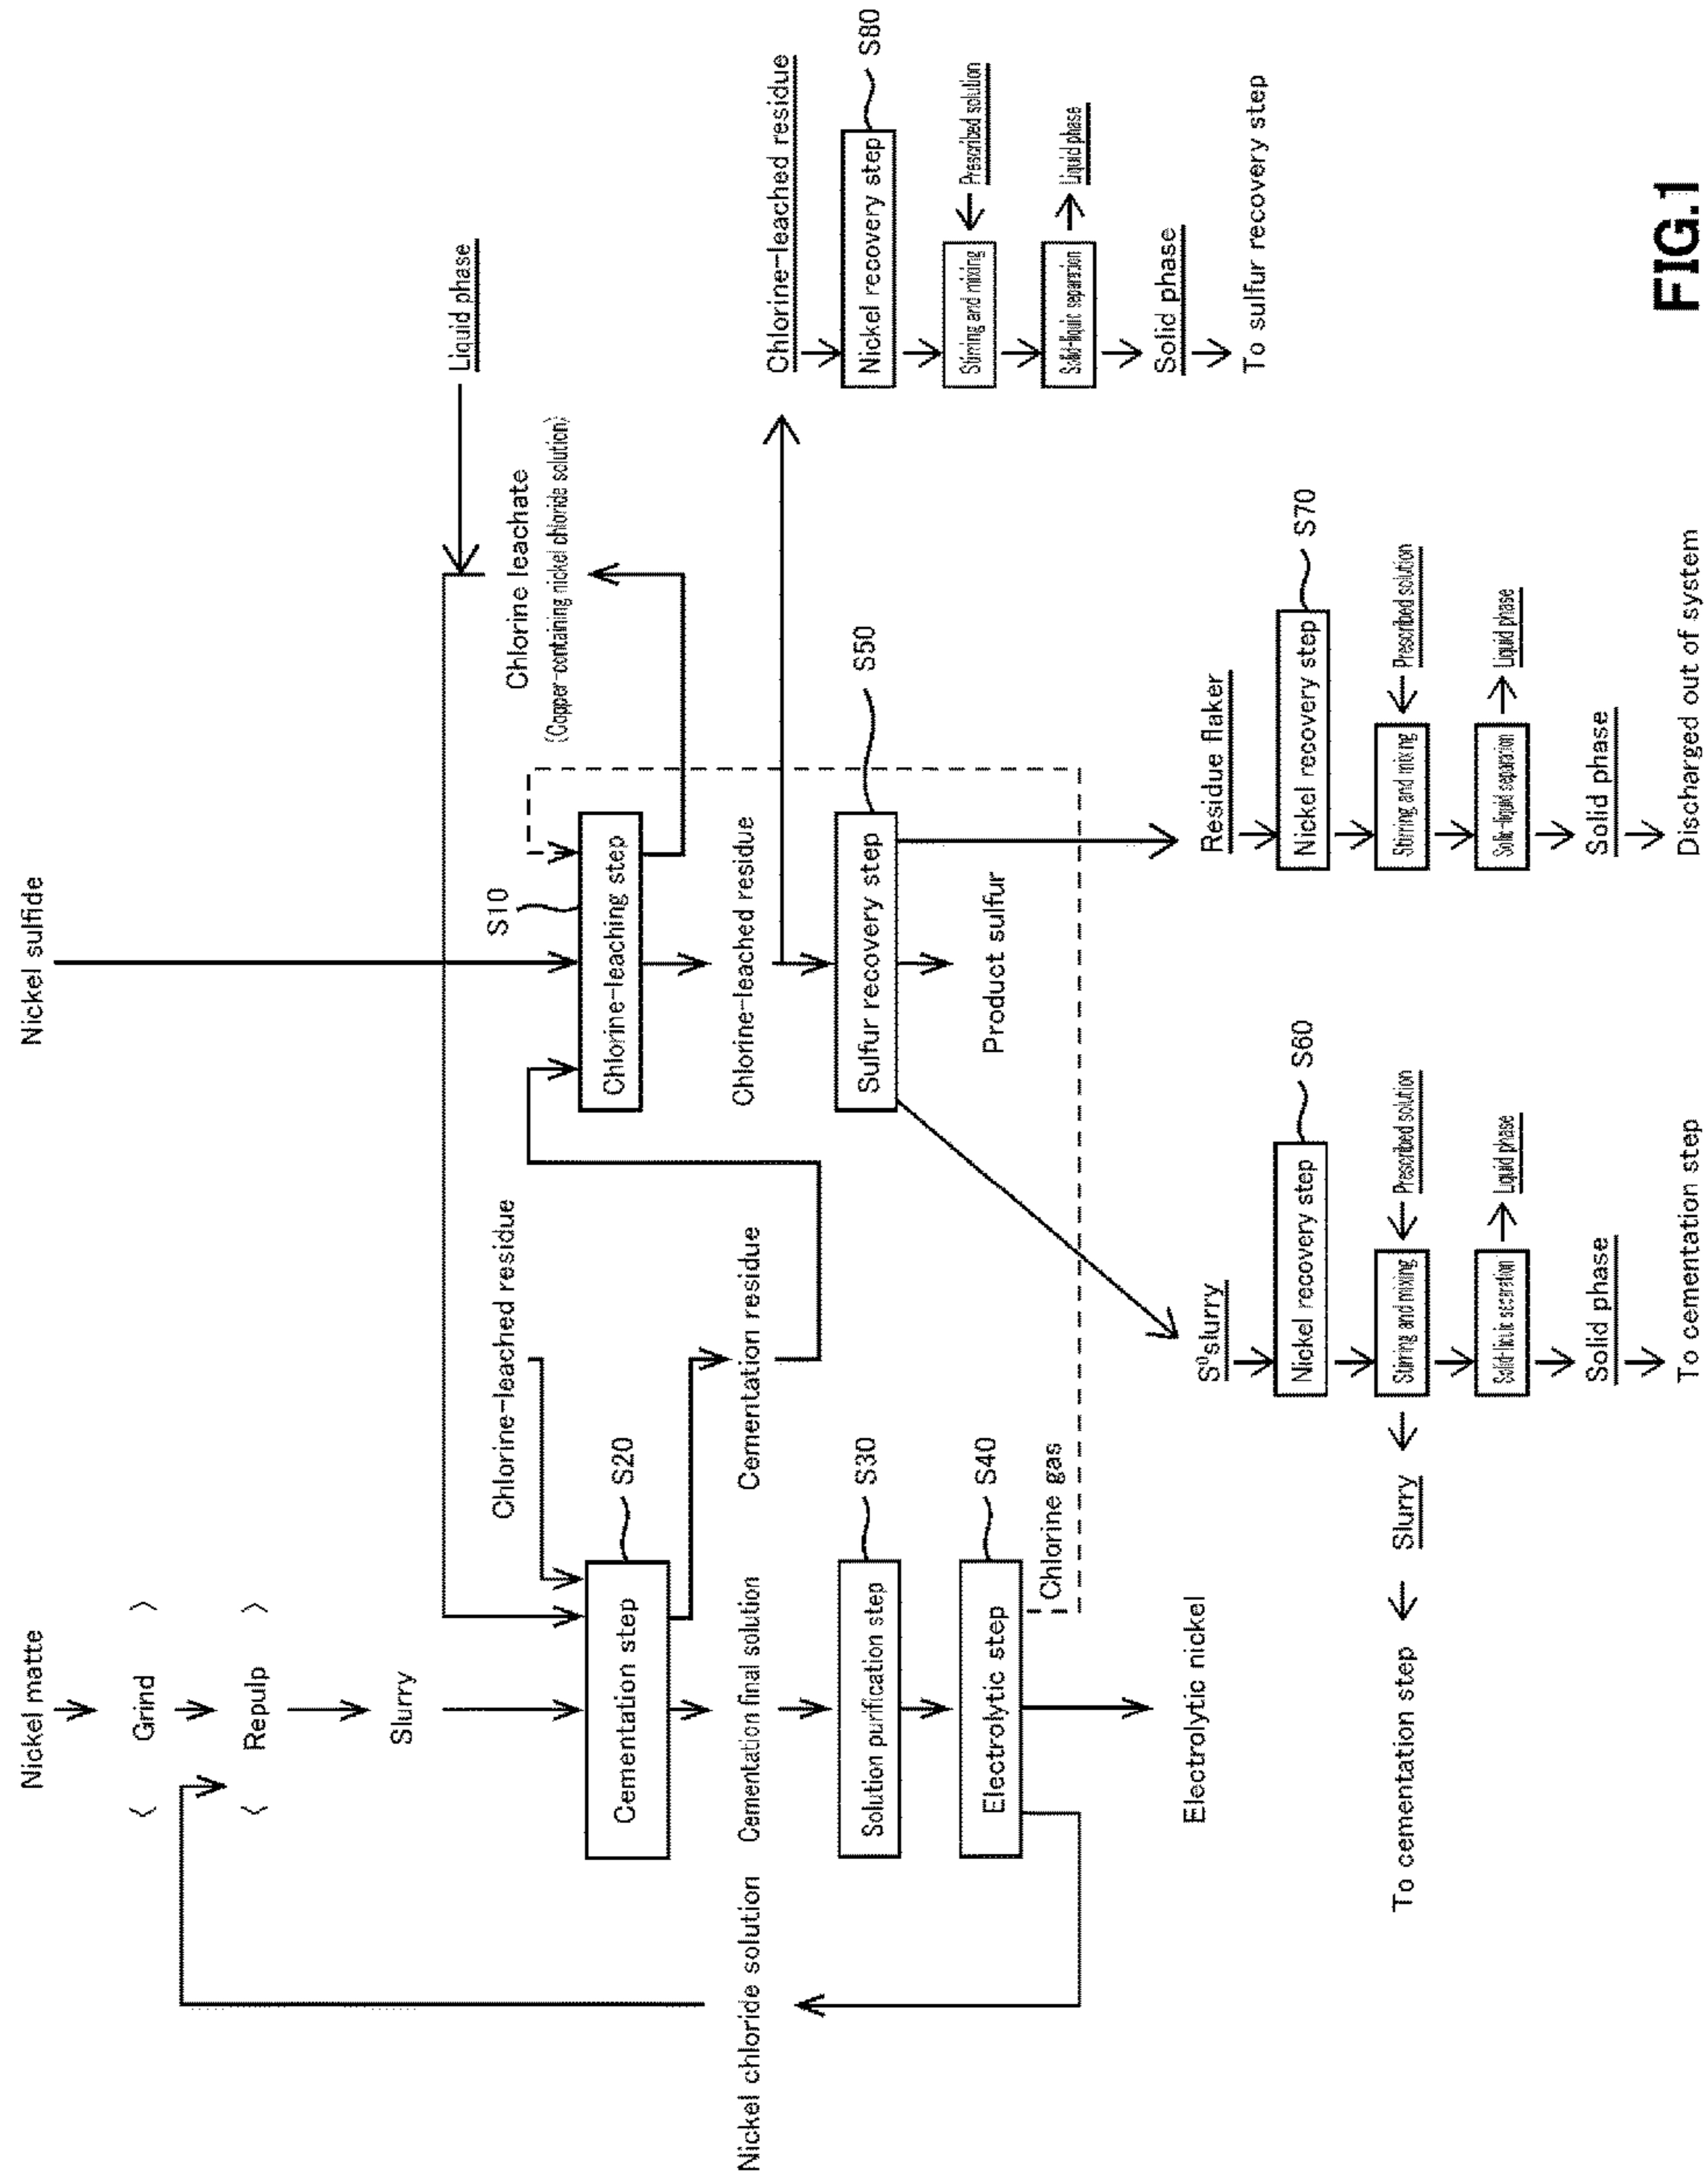 Nickel matte
Nickel sulfide
〈 Grind 〉
〈 Repulp 〉
Slurry
Liquid phase
Chlorine-leached residue
S10
Chlorine leachate
(Copper-containing nickel chloride solution)
Cementation step
S20
Chlorine-leaching step
Nickel chloride solution
Cementation final solution
Cementation residue
Chlorine-leached residue
Chlorine-leached residue
Solution purification step
S30
Sulfur recovery step
S50
Nickel recovery step
S80
Electrolytic step
S40
Product sulfur
Stirring and mixing
Prescribed solution
Chlorine gas
Solid-liquid separation
Liquid phase
Solid phase
To sulfur recovery step
Electrolytic nickel
S⁰slurry
Residue flaker
Nickel recovery step
S60
Nickel recovery step
S70
To cementation step
Slurry
Stirring and mixing
Prescribed solution
Stirring and mixing
Prescribed solution
Solid-liquid separation
Liquid phase
Solid-liquid separation
Liquid phase
Solid phase
Solid phase
To cementation step
Discharged out of system
FIG.1